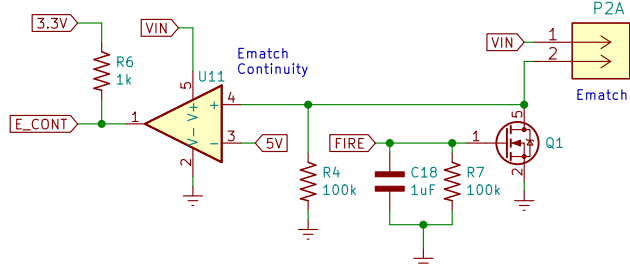 P2A
3.3V
VIN
VIN
1
2
R6
1k
Ematch
Continuity
U11
Ematch
5
V+
+
4
5
E_CONT
1
-
3
5V
FIRE
1
Q1
V-
2
R4
100k
C18
1uF
R7
100k
2